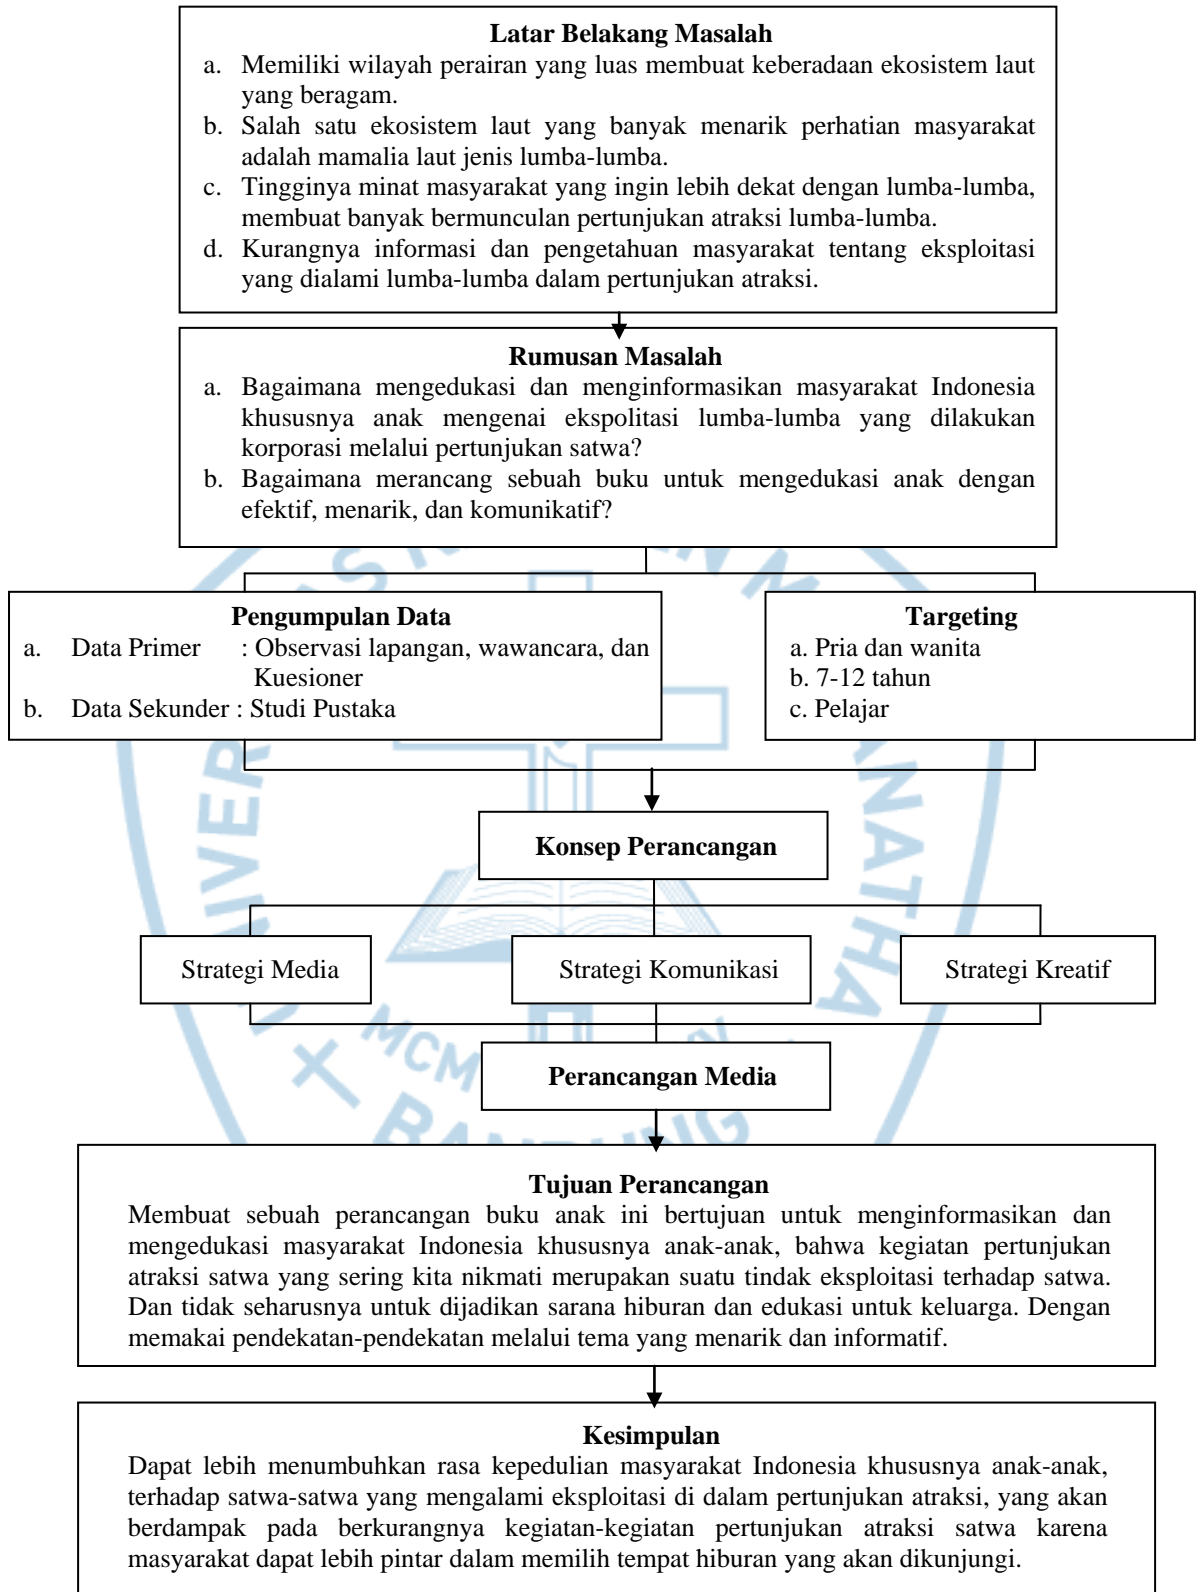 Latar Belakang Masalah
a. Memiliki wilayah perairan yang luas membuat keberadaan ekosistem laut
yang beragam.
b. Salah satu ekosistem laut yang banyak menarik perhatian masyarakat
adalah mamalia laut jenis lumba-lumba.
c. Tingginya minat masyarakat yang ingin lebih dekat dengan lumba-lumba,
membuat banyak bermunculan pertunjukan atraksi lumba-lumba.
d. Kurangnya informasi dan pengetahuan masyarakat tentang eksploitasi
yang dialami lumba-lumba dalam pertunjukan atraksi.
Rumusan Masalah
a. Bagaimana mengedukasi dan menginformasikan masyarakat Indonesia
khususnya anak mengenai ekspolitasi lumba-lumba yang dilakukan
korporasi melalui pertunjukan satwa?
b. Bagaimana merancang sebuah buku untuk mengedukasi anak dengan
efektif, menarik, dan komunikatif?
Pengumpulan Data
a. Data Primer : Observasi lapangan, wawancara, dan
Kuesioner
b. Data Sekunder : Studi Pustaka
Targeting
a. Pria dan wanita
b. 7-12 tahun
c. Pelajar
Konsep Perancangan
Strategi Media
Strategi Komunikasi
Strategi Kreatif
Perancangan Media
Tujuan Perancangan
Membuat sebuah perancangan buku anak ini bertujuan untuk menginformasikan dan
mengedukasi masyarakat Indonesia khususnya anak-anak, bahwa kegiatan pertunjukan
atraksi satwa yang sering kita nikmati merupakan suatu tindak eksploitasi terhadap satwa.
Dan tidak seharusnya untuk dijadikan sarana hiburan dan edukasi untuk keluarga. Dengan
memakai pendekatan-pendekatan melalui tema yang menarik dan informatif.
Kesimpulan
Dapat lebih menumbuhkan rasa kepedulian masyarakat Indonesia khususnya anak-anak,
terhadap satwa-satwa yang mengalami eksploitasi di dalam pertunjukan atraksi, yang akan
berdampak pada berkurangnya kegiatan-kegiatan pertunjukan atraksi satwa karena
masyarakat dapat lebih pintar dalam memilih tempat hiburan yang akan dikunjungi.